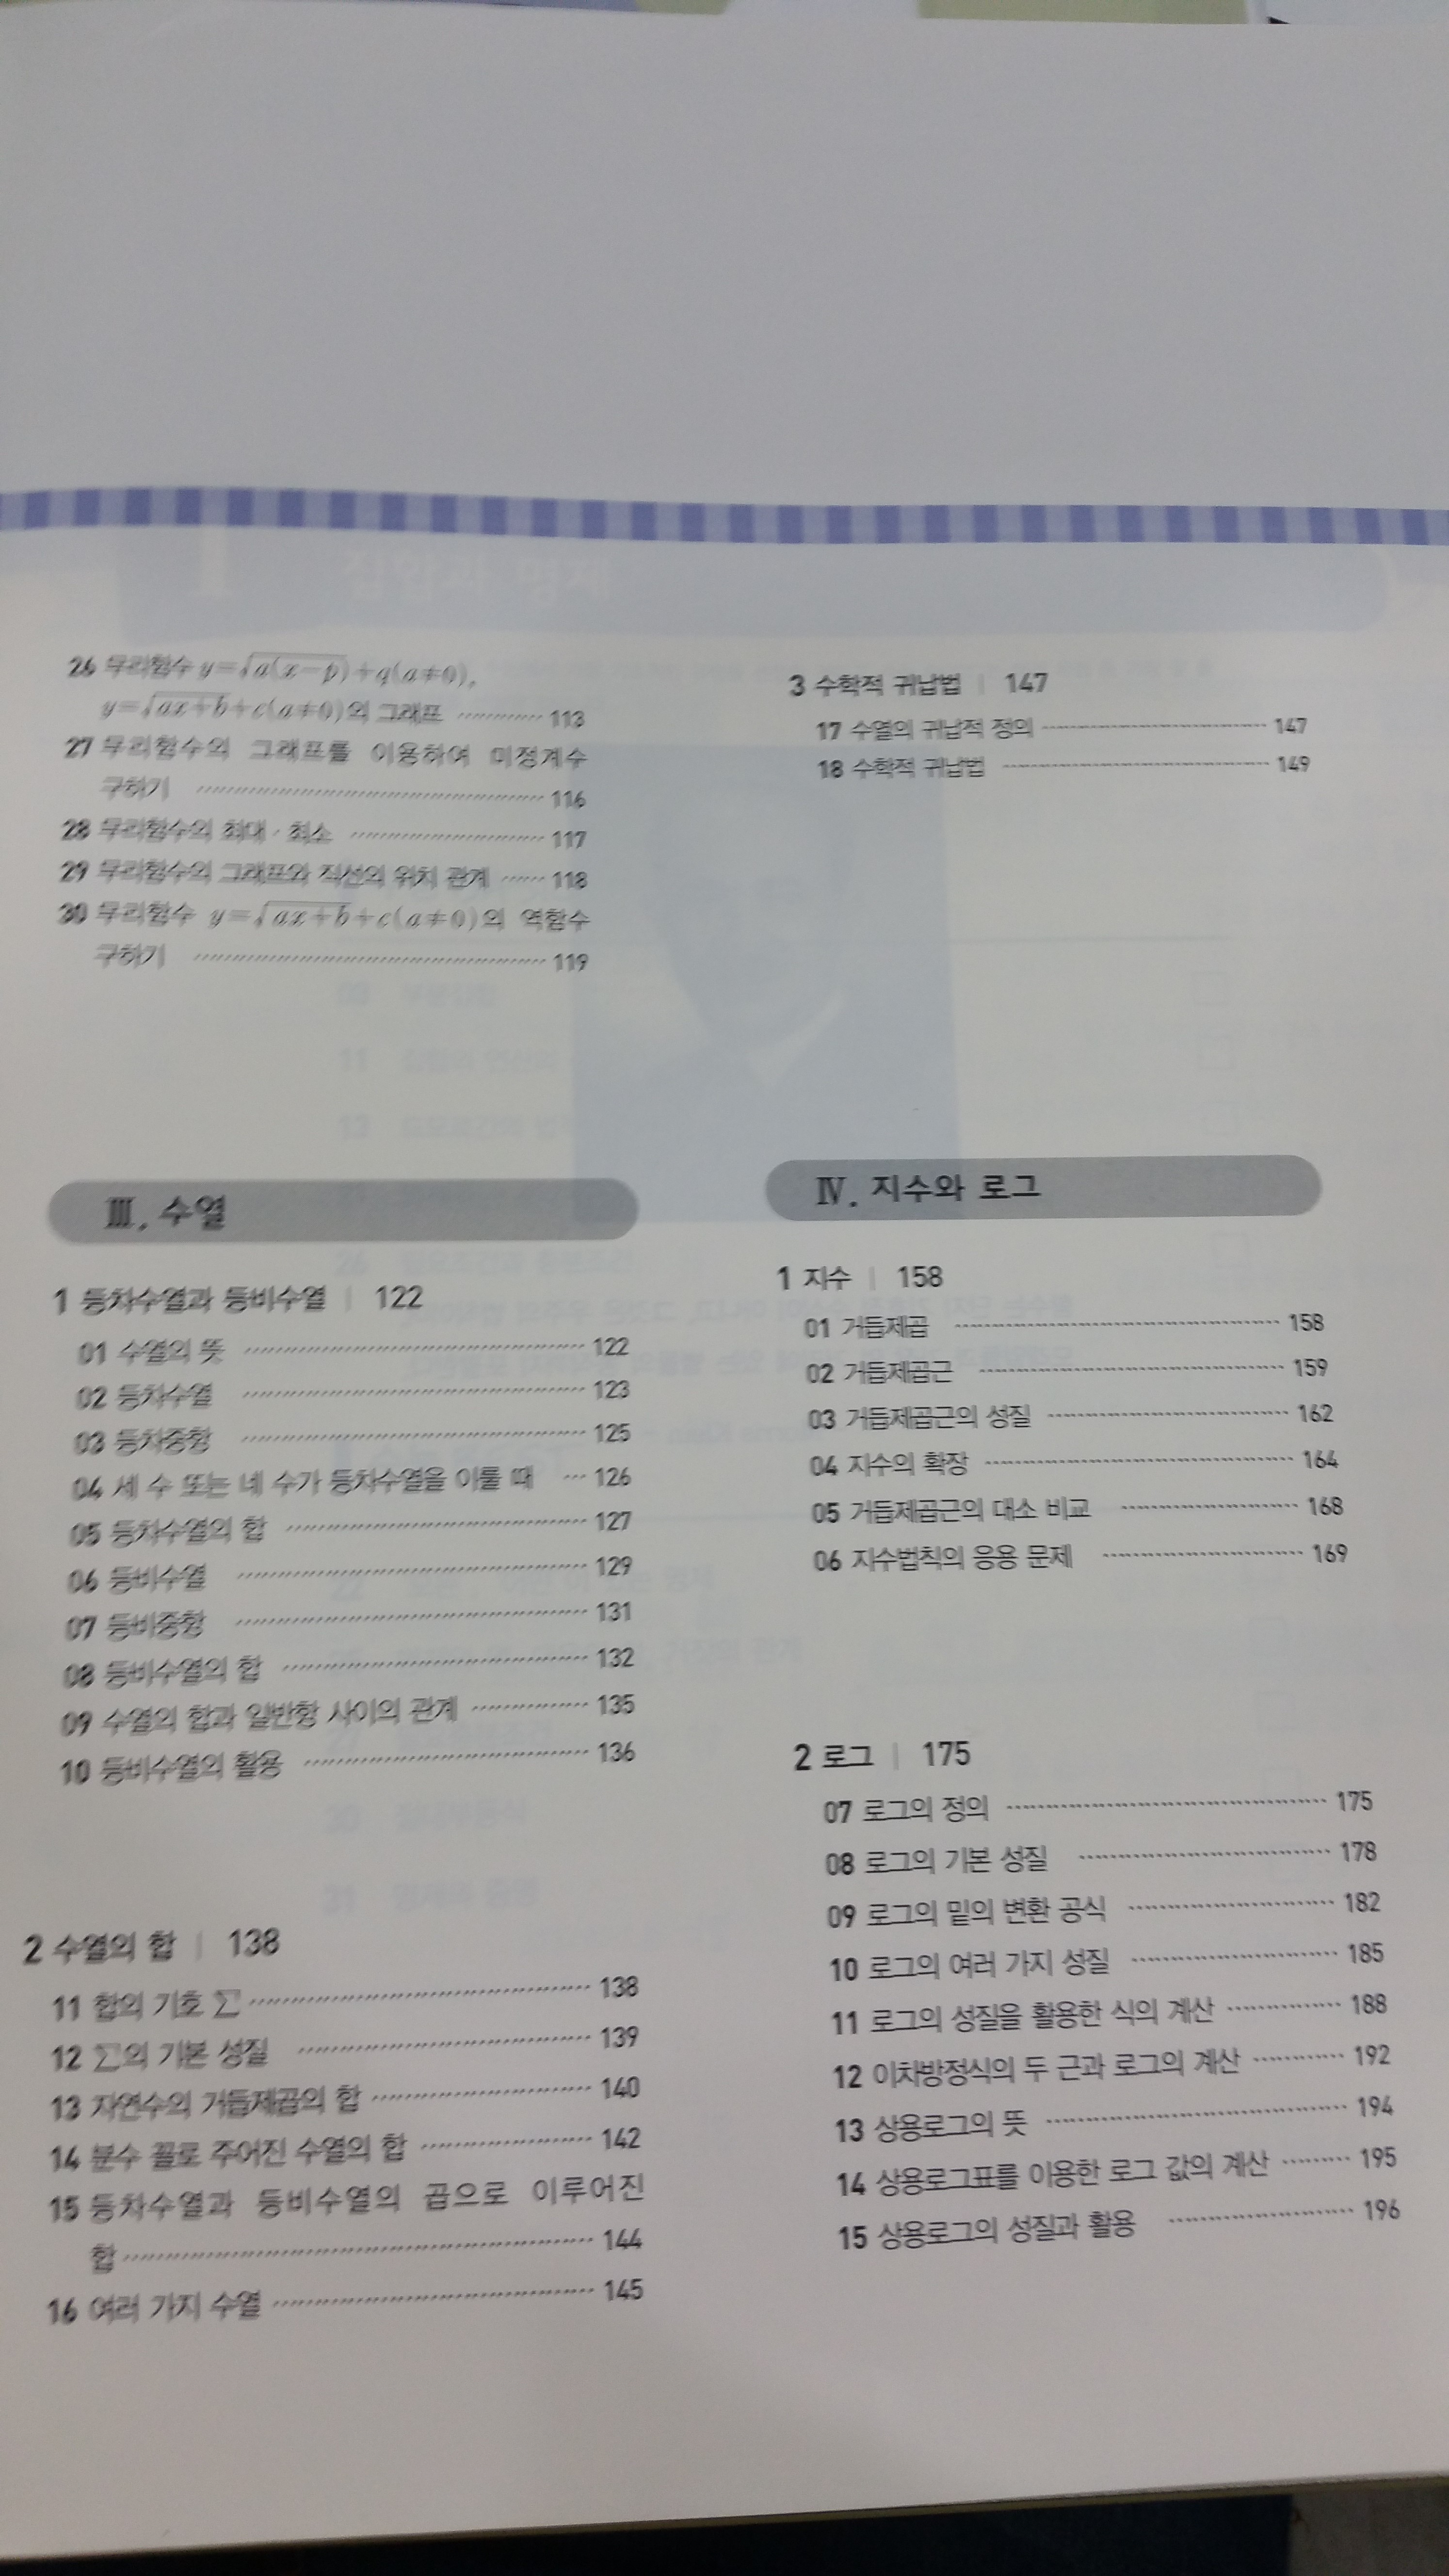 26 무리함수 y=√a(x-p)+q(a≠0),
y=√ax+b+c(a≠0)의 그래프 ············ 113
27 무리함수의 그래프를 이용하여 미정계수
구하기 ············ 116
28 무리함수의 최대·최소 ············ 117
29 무리함수의 그래프와 직선의 위치 관계 ······ 118
30 무리함수 y=√ax+b+c(a≠0)의 역함수
구하기 ············ 119
Ⅲ. 수열
1 등차수열과 등비수열 | 122
01 수열의 뜻 ············ 122
02 등차수열 ············ 123
03 등차중항 ············ 125
04 세 수 또는 네 수가 등차수열을 이룰 때 ··· 126
05 등차수열의 합 ············ 127
06 등비수열 ············ 129
07 등비중항 ············ 131
08 등비수열의 합 ············ 132
09 수열의 합과 일반항 사이의 관계 ············ 135
10 등비수열의 활용 ············ 136
2 수열의 합 | 138
11 합의 기호 ∑ ············ 138
12 ∑의 기본 성질 ············ 139
13 자연수의 거듭제곱의 합 ············ 140
14 분수 꼴로 주어진 수열의 합 ············ 142
15 등차수열과 등비수열의 곱으로 이루어진
합 ············ 144
16 여러 가지 수열 ············ 145
3 수학적 귀납법 | 147
17 수열의 귀납적 정의 ············ 147
18 수학적 귀납법 ············ 149
Ⅳ. 지수와 로그
1 지수 | 158
01 거듭제곱 ············ 158
02 거듭제곱근 ············ 159
03 거듭제곱근의 성질 ············ 162
04 지수의 확장 ············ 164
05 거듭제곱근의 대소 비교 ············ 168
06 지수법칙의 응용 문제 ············ 169
2 로그 | 175
07 로그의 정의 ············ 175
08 로그의 기본 성질 ············ 178
09 로그의 밑의 변환 공식 ············ 182
10 로그의 여러 가지 성질 ············ 185
11 로그의 성질을 활용한 식의 계산 ············ 188
12 이차방정식의 두 근과 로그의 계산 ············ 192
13 상용로그의 뜻 ············ 194
14 상용로그표를 이용한 로그 값의 계산 ········· 195
15 상용로그의 성질과 활용 ············ 196